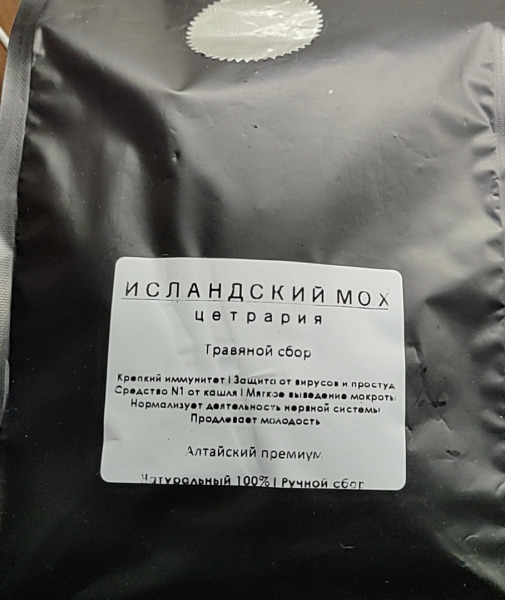 ИСЛАНДСКИЙ МОХ
цетрария
Травяной сбор
Крепкий иммунитет | Защита от вирусов и простуд
Средство N1 от кашля | Мягкое выведение мокроты
Нормализует деятельность нервной системы
Продлевает молодость
Алтайский премиум
Натуральный 100% | Ручной сбор